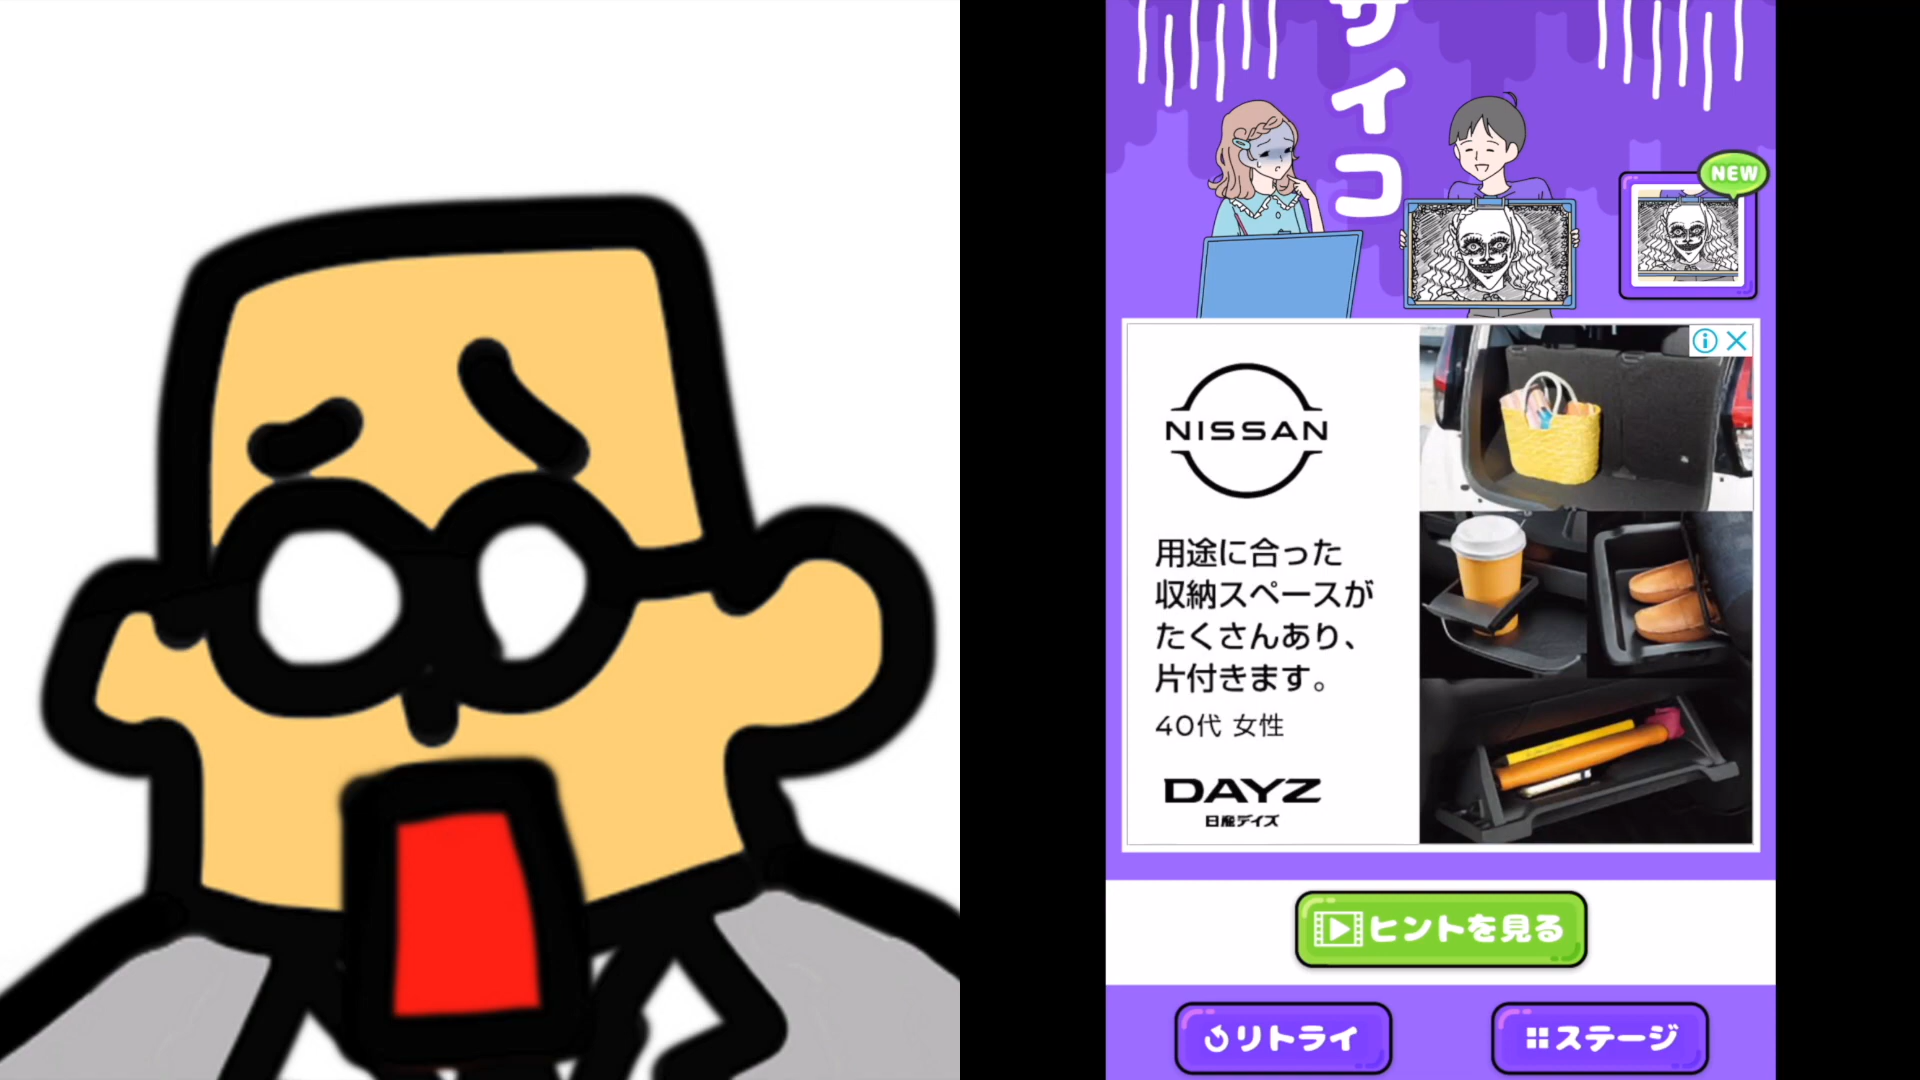 サイコ
NEW
NISSAN
用途に合った
収納スペースが
たくさんあり、
片付きます。
40代 女性
DAYZ
日産デイズ
ヒントを見る
リトライ
ステージ